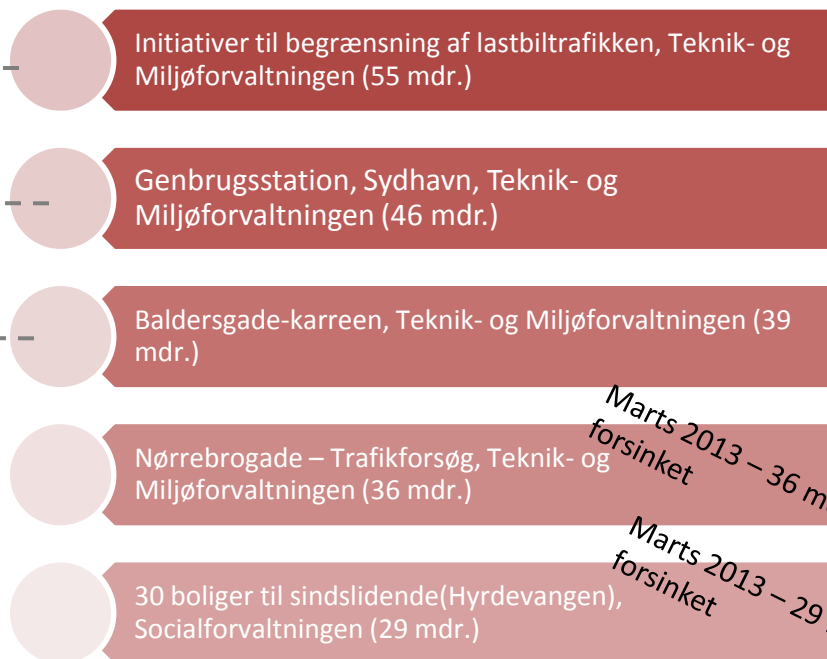 Initiativer til begrænsning af lastbiltrafikken, Teknik- og
Miljøforvaltningen (55 mdr.)
Genbrugsstation, Sydhavn, Teknik- og
Miljøforvaltningen (46 mdr.)
Baldersgade-karreen, Teknik- og Miljøforvaltningen (39
mdr.)
Nørrebrogade – Trafikforsøg, Teknik- og
Miljøforvaltningen (36 mdr.)
Marts 2013 – 36
forsinket
30 boliger til sindslidende(Hyrdevangen),
Socialforvaltningen (29 mdr.)
Marts 2013 – 29
forsinket